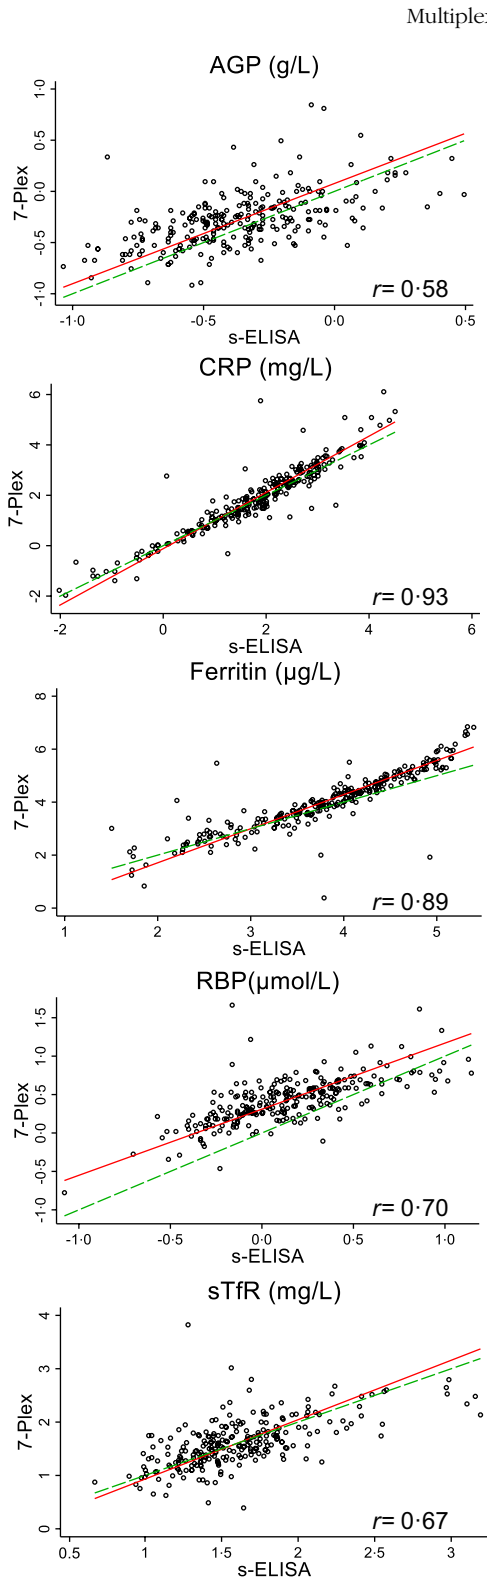 Multiplex
AGP (g/L)
1·0
0·5
0·0
-0·5
-1·0
7-Plex
r= 0·58
-1·0 -0·5 0·0 0·5
s-ELISA
CRP (mg/L)
6
4
2
0
-2
7-Plex
r= 0·93
-2 0 2 4 6
s-ELISA
Ferritin (µg/L)
8
6
4
2
0
7-Plex
r= 0·89
1 2 3 4 5
s-ELISA
RBP(µmol/L)
1·5
1·0
0·5
0·0
-0·5
-1·0
7-Plex
r= 0·70
-1·0 -0·5 0·0 0·5 1·0
s-ELISA
sTfR (mg/L)
4
3
2
1
0
7-Plex
r= 0·67
0.5 1 1·5 2 2·5 3
s-ELISA